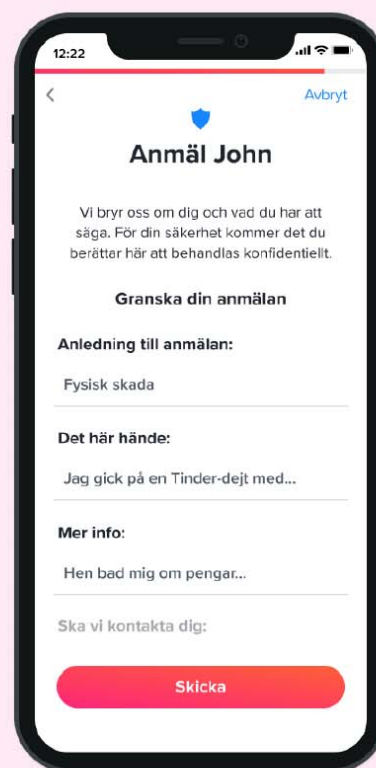 12:22
Avbryt
Anmäl John
Vi bryr oss om dig och vad du har att
säga. För din säkerhet kommer det du
berättar här att behandlas konfidentiellt.
Granska din anmälan
Anledning till anmälan:
Fysisk skada
Det här hände:
Jag gick på en Tinder-dejt med...
Mer info:
Hen bad mig om pengar...
Ska vi kontakta dig:
Skicka